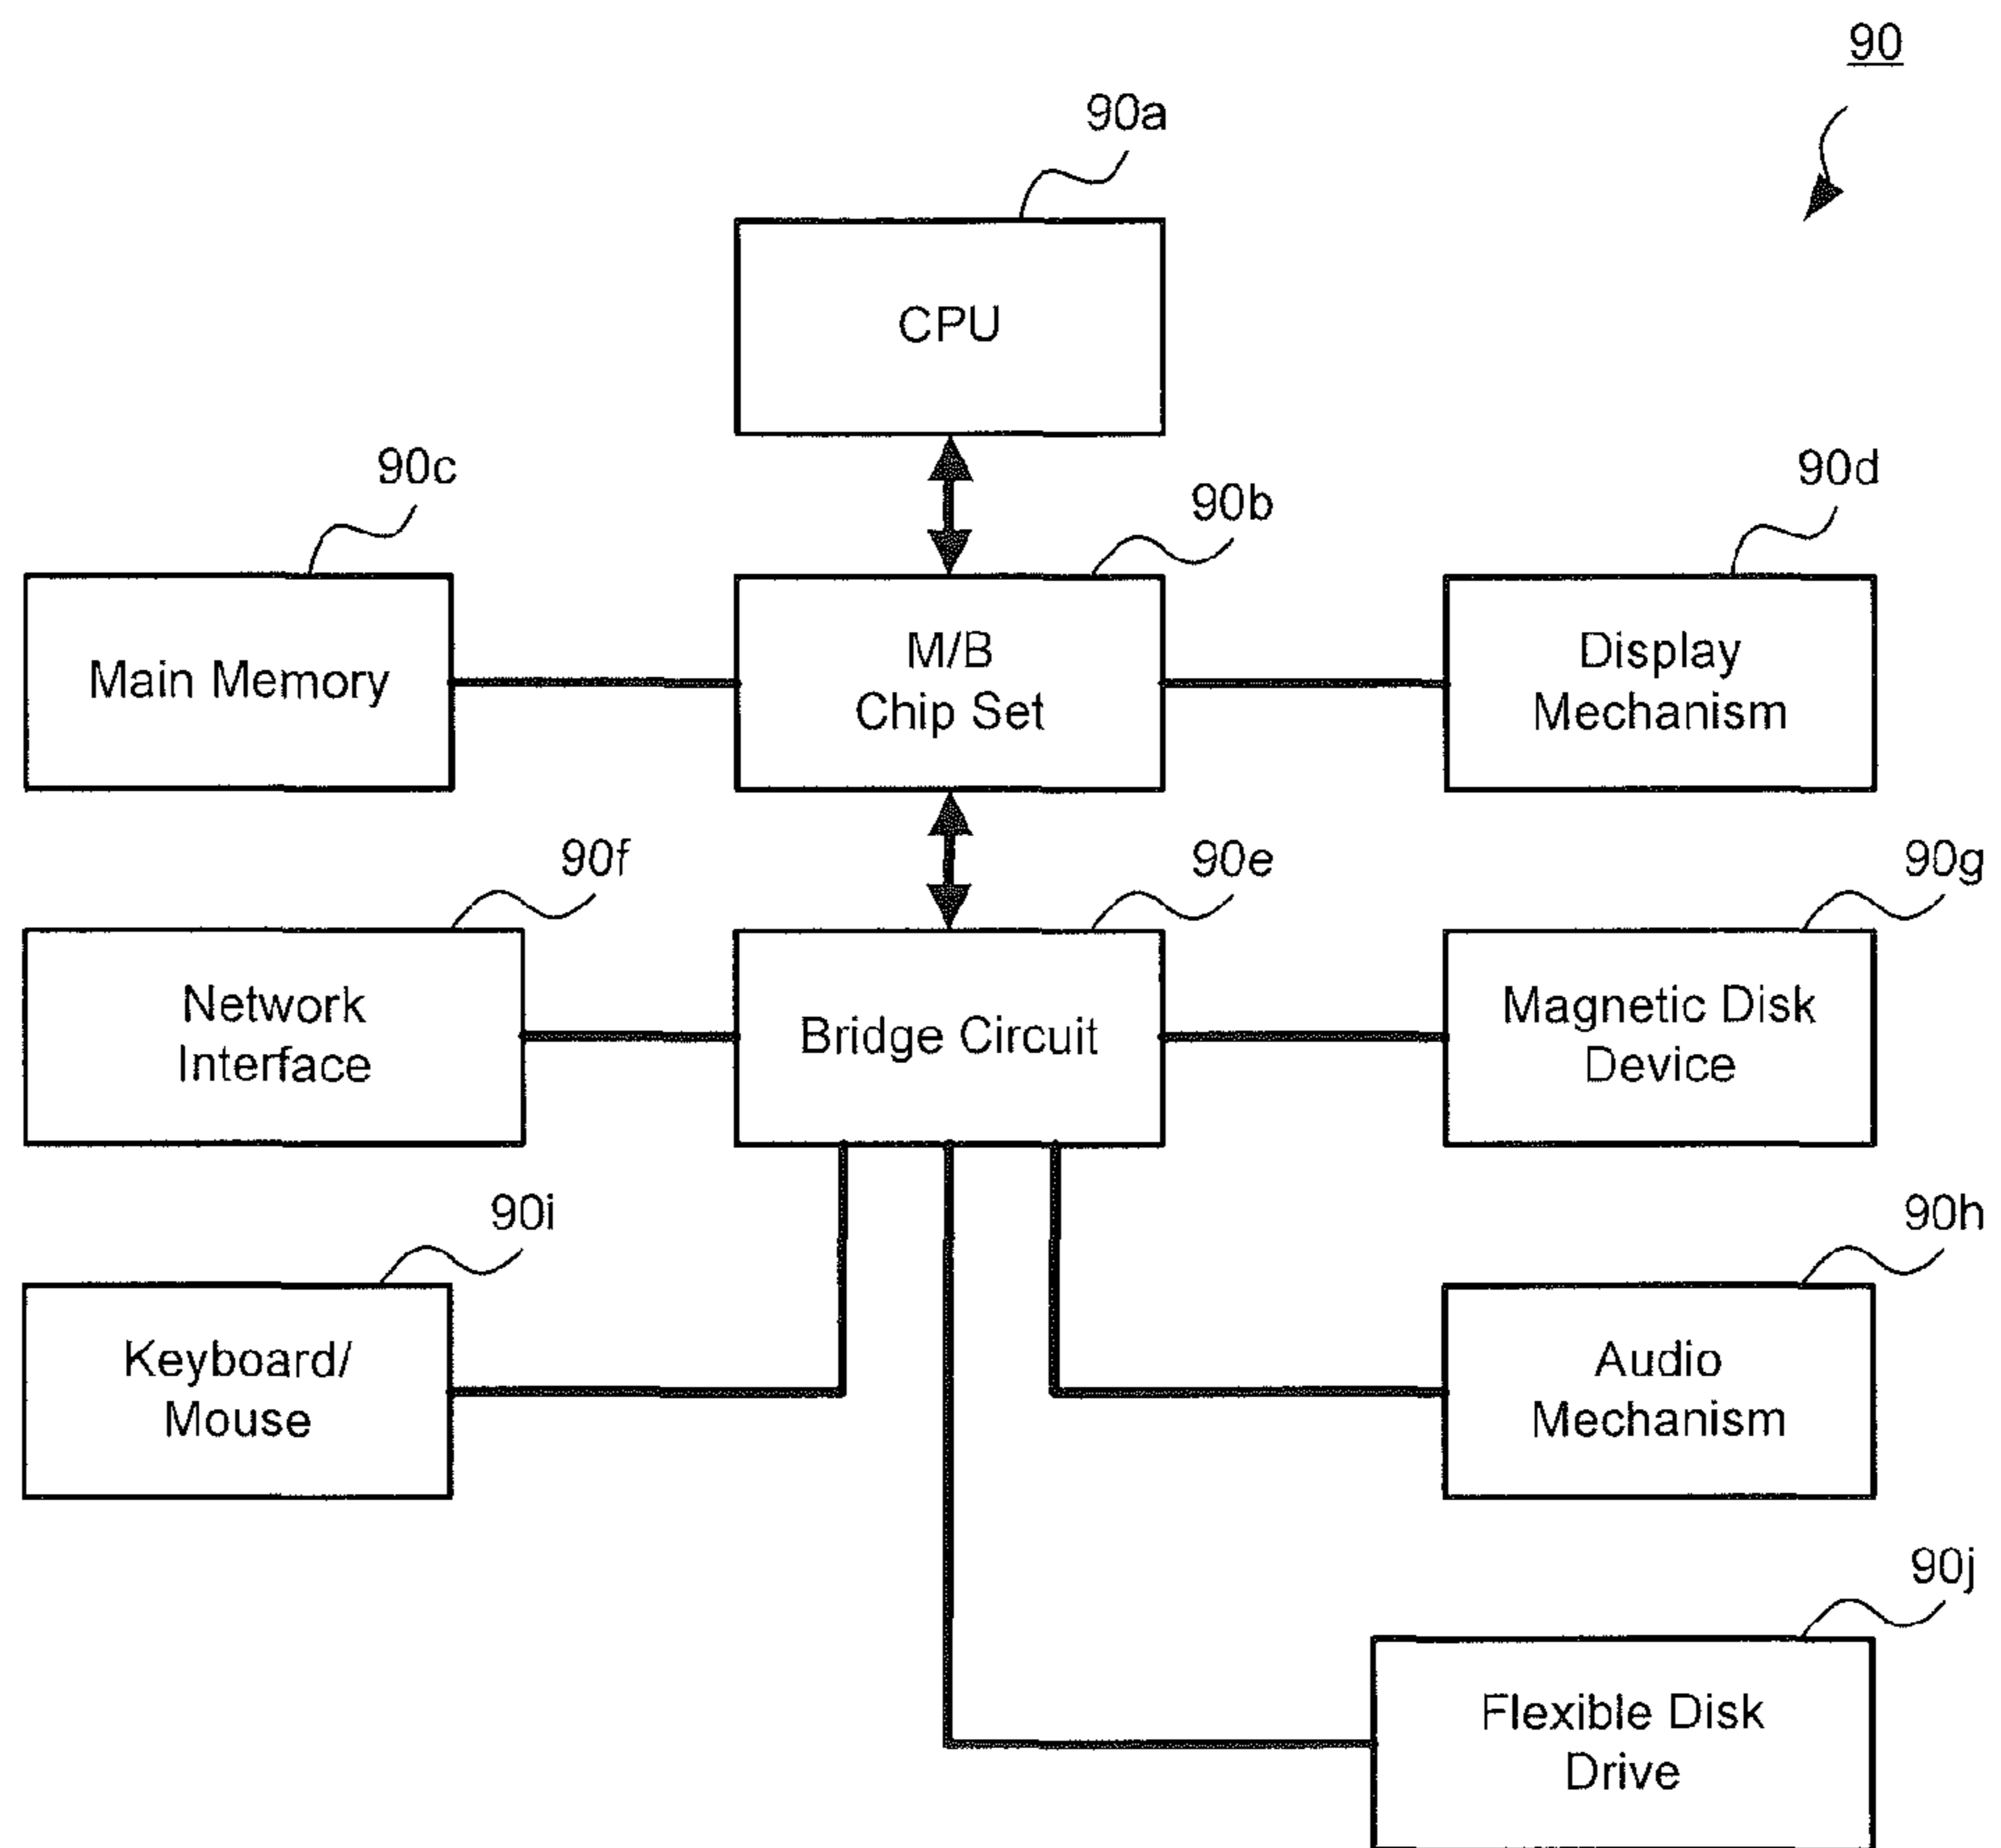 90
90a
CPU
90c
90b
90d
Main Memory
M/B
Chip Set
Display
Mechanism
90f
90e
90g
Network
Interface
Bridge Circuit
Magnetic Disk
Device
90i
90h
Keyboard/
Mouse
Audio
Mechanism
90j
Flexible Disk
Drive